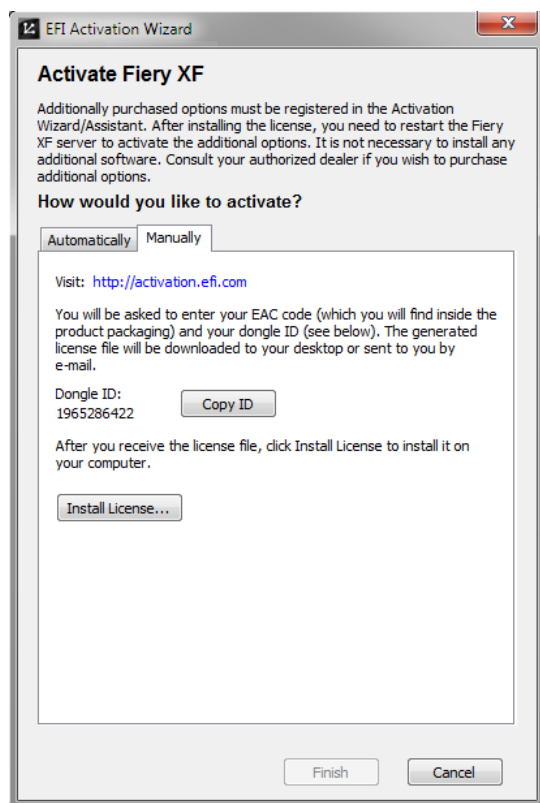 EFI Activation Wizard
Activate Fiery XF
Additionally purchased options must be registered in the Activation
Wizard/Assistant. After installing the license, you need to restart the Fiery
XF server to activate the additional options. It is not necessary to install any
additional software. Consult your authorized dealer if you wish to purchase
additional options.
How would you like to activate?
Automatically Manually
Visit: http://activation.efi.com
You will be asked to enter your EAC code (which you will find inside the
product packaging) and your dongle ID (see below). The generated
license file will be downloaded to your desktop or sent to you by
e-mail.
Dongle ID:
1965286422
Copy ID
After you receive the license file, click Install License to install it on
your computer.
Install License...
Finish Cancel